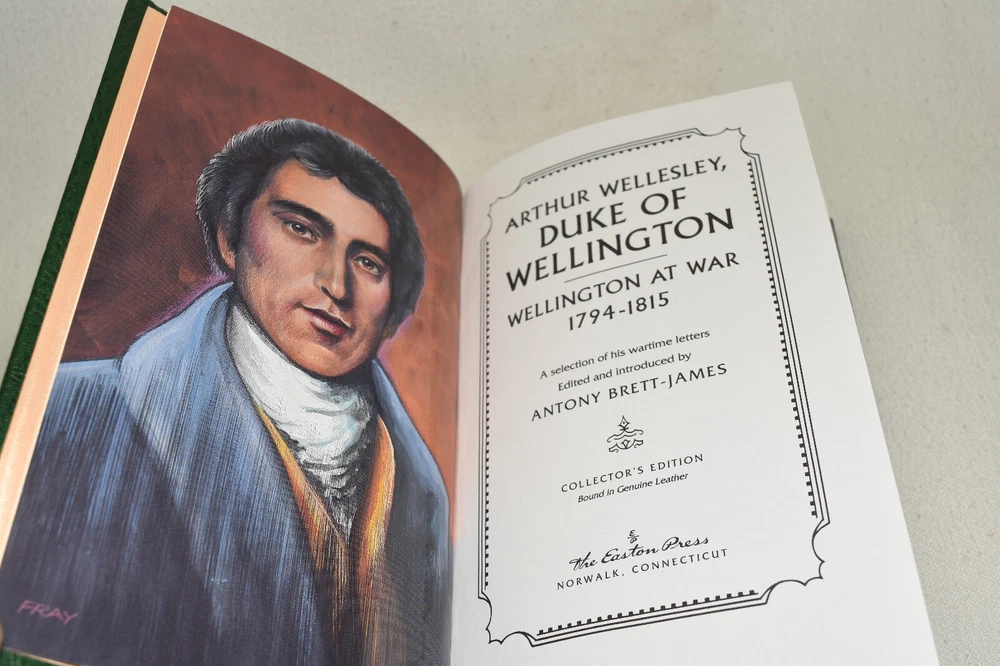 FRAY
ARTHUR WELLESLEY,
DUKE OF
WELLINGTON
WELLINGTON AT WAR
1794-1815
A selection of his wartime letters
Edited and introduced by
ANTONY BRETT-JAMES
COLLECTOR'S EDITION
Bound in Genuine Leather
The Easton Press
NORWALK, CONNECTICUT